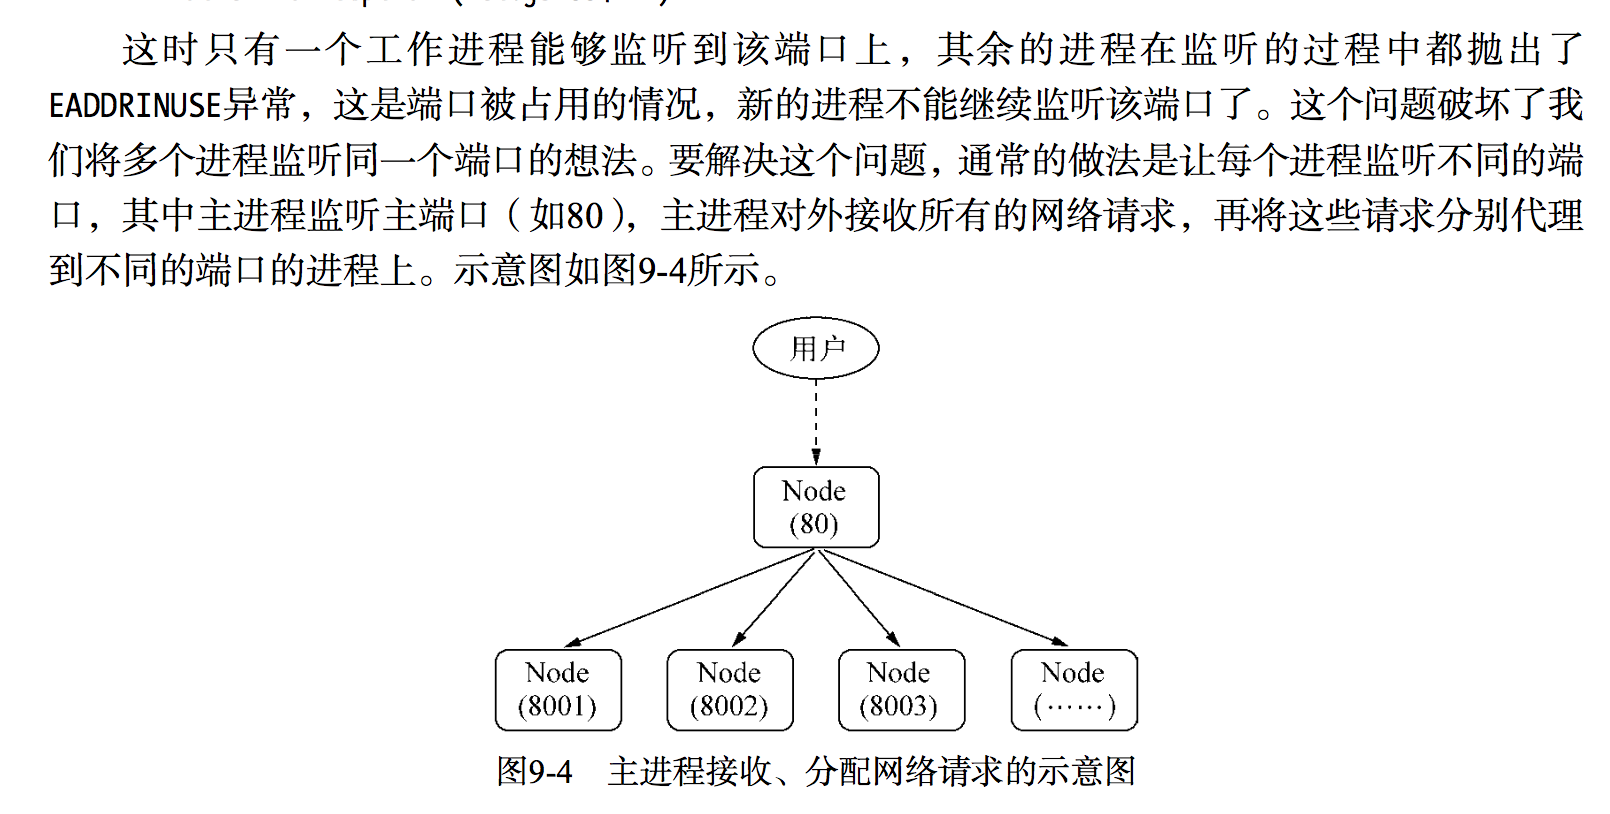 这时只有一个工作进程能够监听到该端口上，其余的进程在监听的过程中都抛出了
EADDRINUSE异常，这是端口被占用的情况，新的进程不能继续监听该端口了。这个问题破坏了我
们将多个进程监听同一个端口的想法。要解决这个问题，通常的做法是让每个进程监听不同的端
口，其中主进程监听主端口（如80），主进程对外接收所有的网络请求，再将这些请求分别代理
到不同的端口的进程上。示意图如图9-4所示。
用户
Node
(80)
Node
(8001)
Node
(8002)
Node
(8003)
Node
(……)
图9-4 主进程接收、分配网络请求的示意图